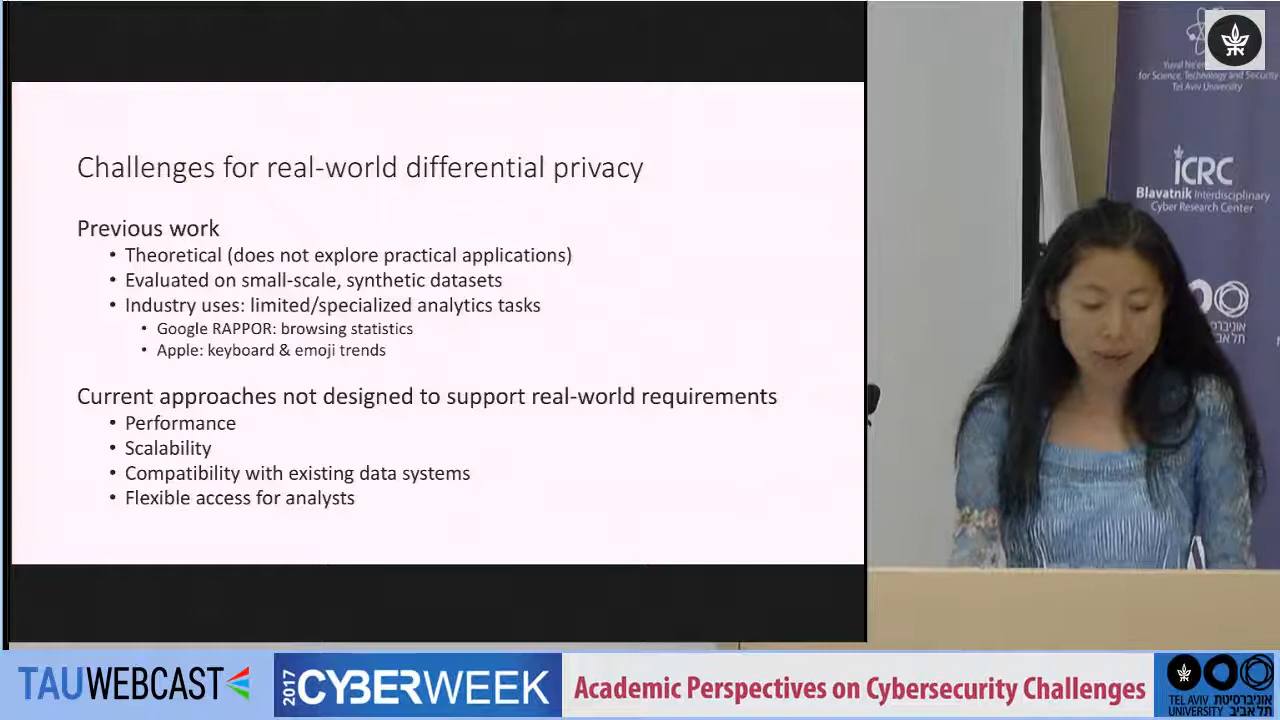 Challenges for real-world differential privacy
Previous work
• Theoretical (does not explore practical applications)
• Evaluated on small-scale, synthetic datasets
• Industry uses: limited/specialized analytics tasks
• Google RAPPOR: browsing statistics
• Apple: keyboard & emoji trends
Current approaches not designed to support real-world requirements
• Performance
• Scalability
• Compatibility with existing data systems
• Flexible access for analysts
for Science, Technology and Security
Tel Aviv University
iCRC
Blavatnik Interdisciplinary
Cyber Research Center
אוניברסיטת
תל אביב
TAUWEBCAST
2017 CYBERWEEK
Academic Perspectives on Cybersecurity Challenges
TEL AVIV אוניברסיטת
UNIVERSITY תל אביב